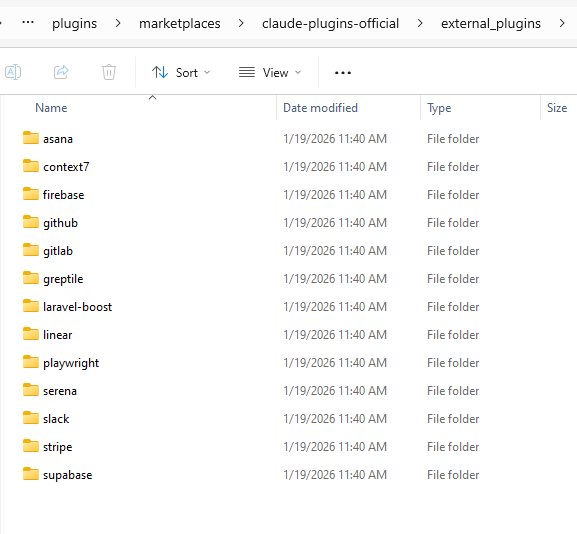 ... plugins > marketplaces > claude-plugins-official > external_plugins >
A Sort View ...
Name Date modified Type Size
asana 1/19/2026 11:40 AM File folder
context7 1/19/2026 11:40 AM File folder
firebase 1/19/2026 11:40 AM File folder
github 1/19/2026 11:40 AM File folder
gitlab 1/19/2026 11:40 AM File folder
greptile 1/19/2026 11:40 AM File folder
laravel-boost 1/19/2026 11:40 AM File folder
linear 1/19/2026 11:40 AM File folder
playwright 1/19/2026 11:40 AM File folder
serena 1/19/2026 11:40 AM File folder
slack 1/19/2026 11:40 AM File folder
stripe 1/19/2026 11:40 AM File folder
supabase 1/19/2026 11:40 AM File folder